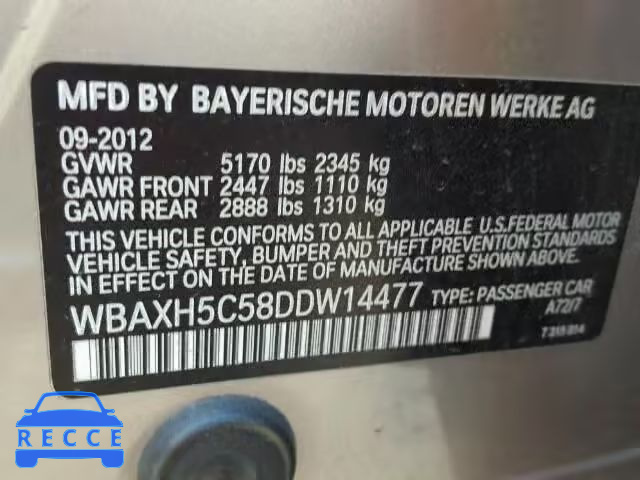 MFD BY BAYERISCHE MOTOREN WERKE AG
09-2012
GVWR 5170 lbs 2345 kg
GAWR FRONT 2447 lbs 1110 kg
GAWR REAR 2888 lbs 1310 kg
THIS VEHICLE CONFORMS TO ALL APPLICABLE U.S.FEDERAL MOTOR
VEHICLE SAFETY, BUMPER AND THEFT PREVENTION STANDARDS
IN EFFECT ON THE DATE OF MANUFACTURE SHOWN ABOVE.
WBAXH5C58DDW14477 TYPE: PASSENGER CAR
A72/7
RECCE